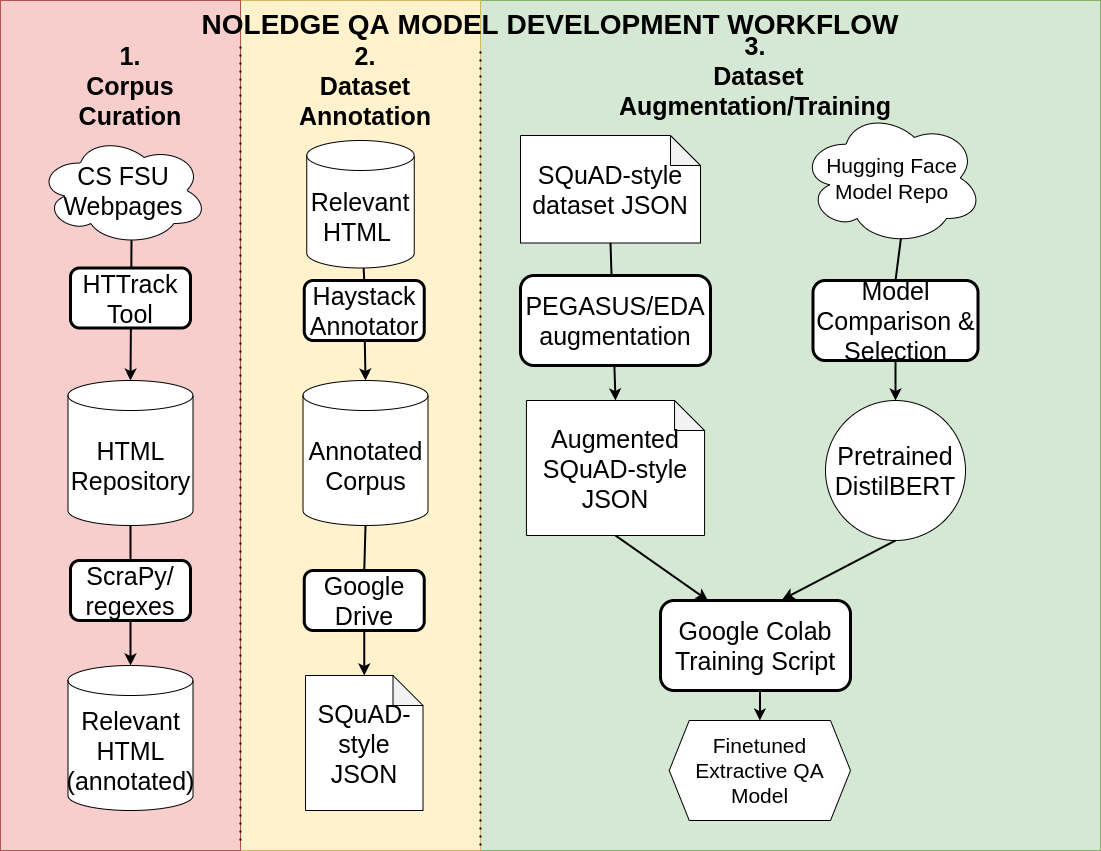 NOLEDGE QA MODEL DEVELOPMENT WORKFLOW
1.
Corpus
Curation
CS FSU
Webpages
HTTrack
Tool
HTML
Repository
ScraPy/
regexes
Relevant
HTML
(annotated)
2.
Dataset
Annotation
Relevant
HTML
Haystack
Annotator
Annotated
Corpus
Google
Drive
SQuAD-
style
JSON
3.
Dataset
Augmentation/Training
SQuAD-style
dataset JSON
PEGASUS/EDA
augmentation
Augmented
SQuAD-style
JSON
Hugging Face
Model Repo
Model
Comparison &
Selection
Pretrained
DistilBERT
Google Colab
Training Script
Finetuned
Extractive QA
Model